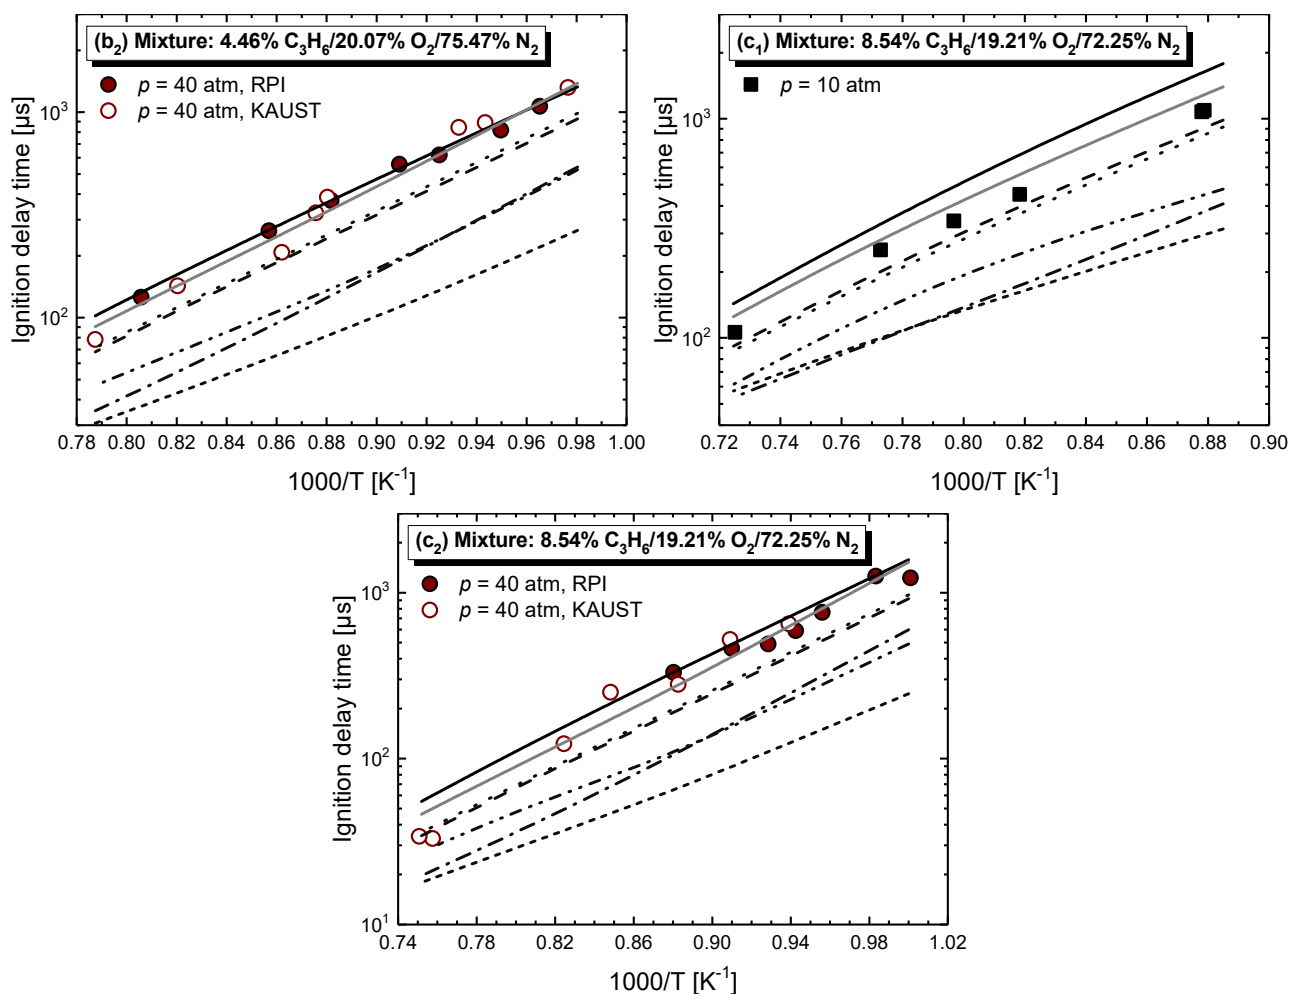 (b₂) Mixture: 4.46% C₃H₆/20.07% O₂/75.47% N₂
p = 40 atm, RPI
p = 40 atm, KAUST
10³
10²
Ignition delay time [µs]
0.78 0.80 0.82 0.84 0.86 0.88 0.90 0.92 0.94 0.96 0.98 1.00
1000/T [K⁻¹]
(c₁) Mixture: 8.54% C₃H₆/19.21% O₂/72.25% N₂
p = 10 atm
10³
10²
Ignition delay time [µs]
0.72 0.74 0.76 0.78 0.80 0.82 0.84 0.86 0.88 0.90
1000/T [K⁻¹]
(c₂) Mixture: 8.54% C₃H₆/19.21% O₂/72.25% N₂
p = 40 atm, RPI
p = 40 atm, KAUST
10³
10²
10¹
Ignition delay time [µs]
0.74 0.78 0.82 0.86 0.90 0.94 0.98 1.02
1000/T [K⁻¹]